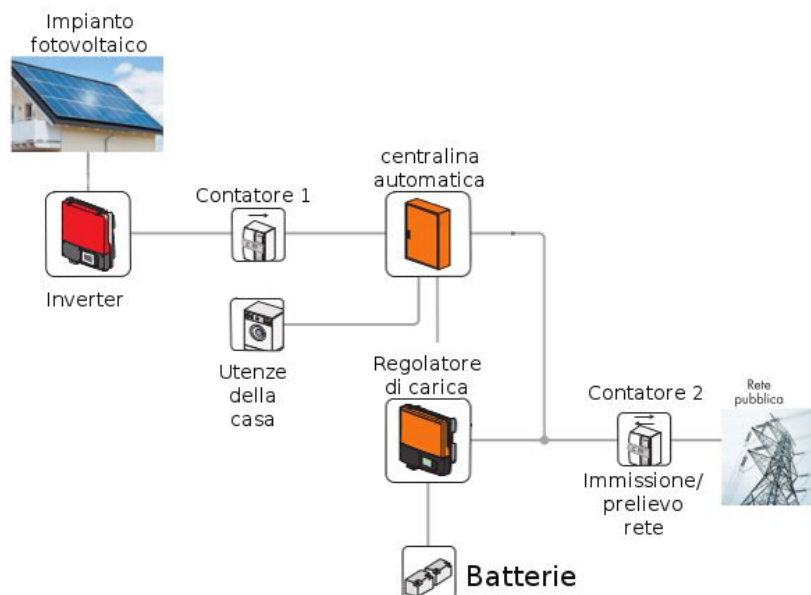 Impianto
fotovoltaico
centralina
automatica
Contatore 1
Inverter
Utenze
della
casa
Regolatore
di carica
Contatore 2
Rete
pubblica
Immissione/
prelievo
rete
Batterie